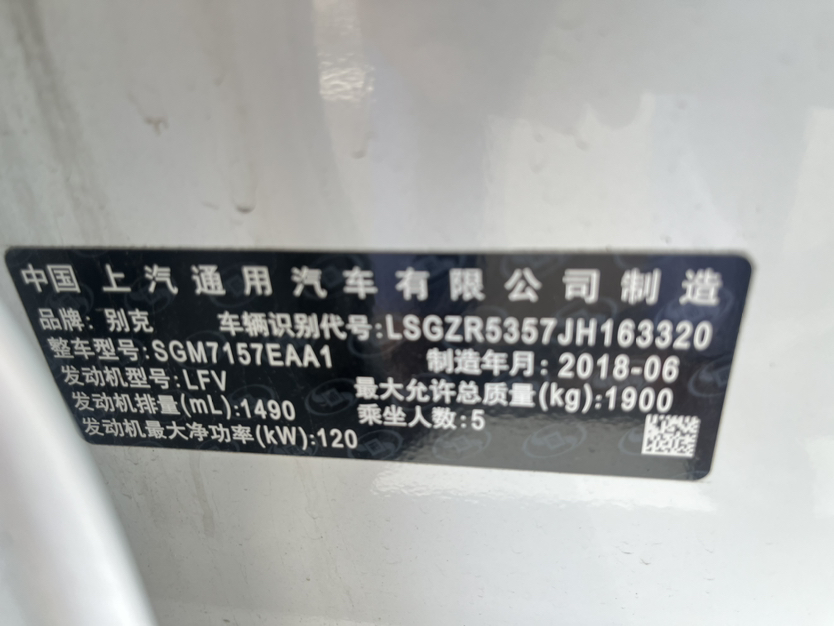 中国 上汽通用汽车有限公司制造
品牌: 别克 车辆识别代号:LSGZR5357JH163320
整车型号:SGM7157EAA1 制造年月: 2018-06
发动机型号:LFV 最大允许总质量(kg):1900
发动机排量(mL):1490 乘坐人数:5
发动机最大净功率(kW):120